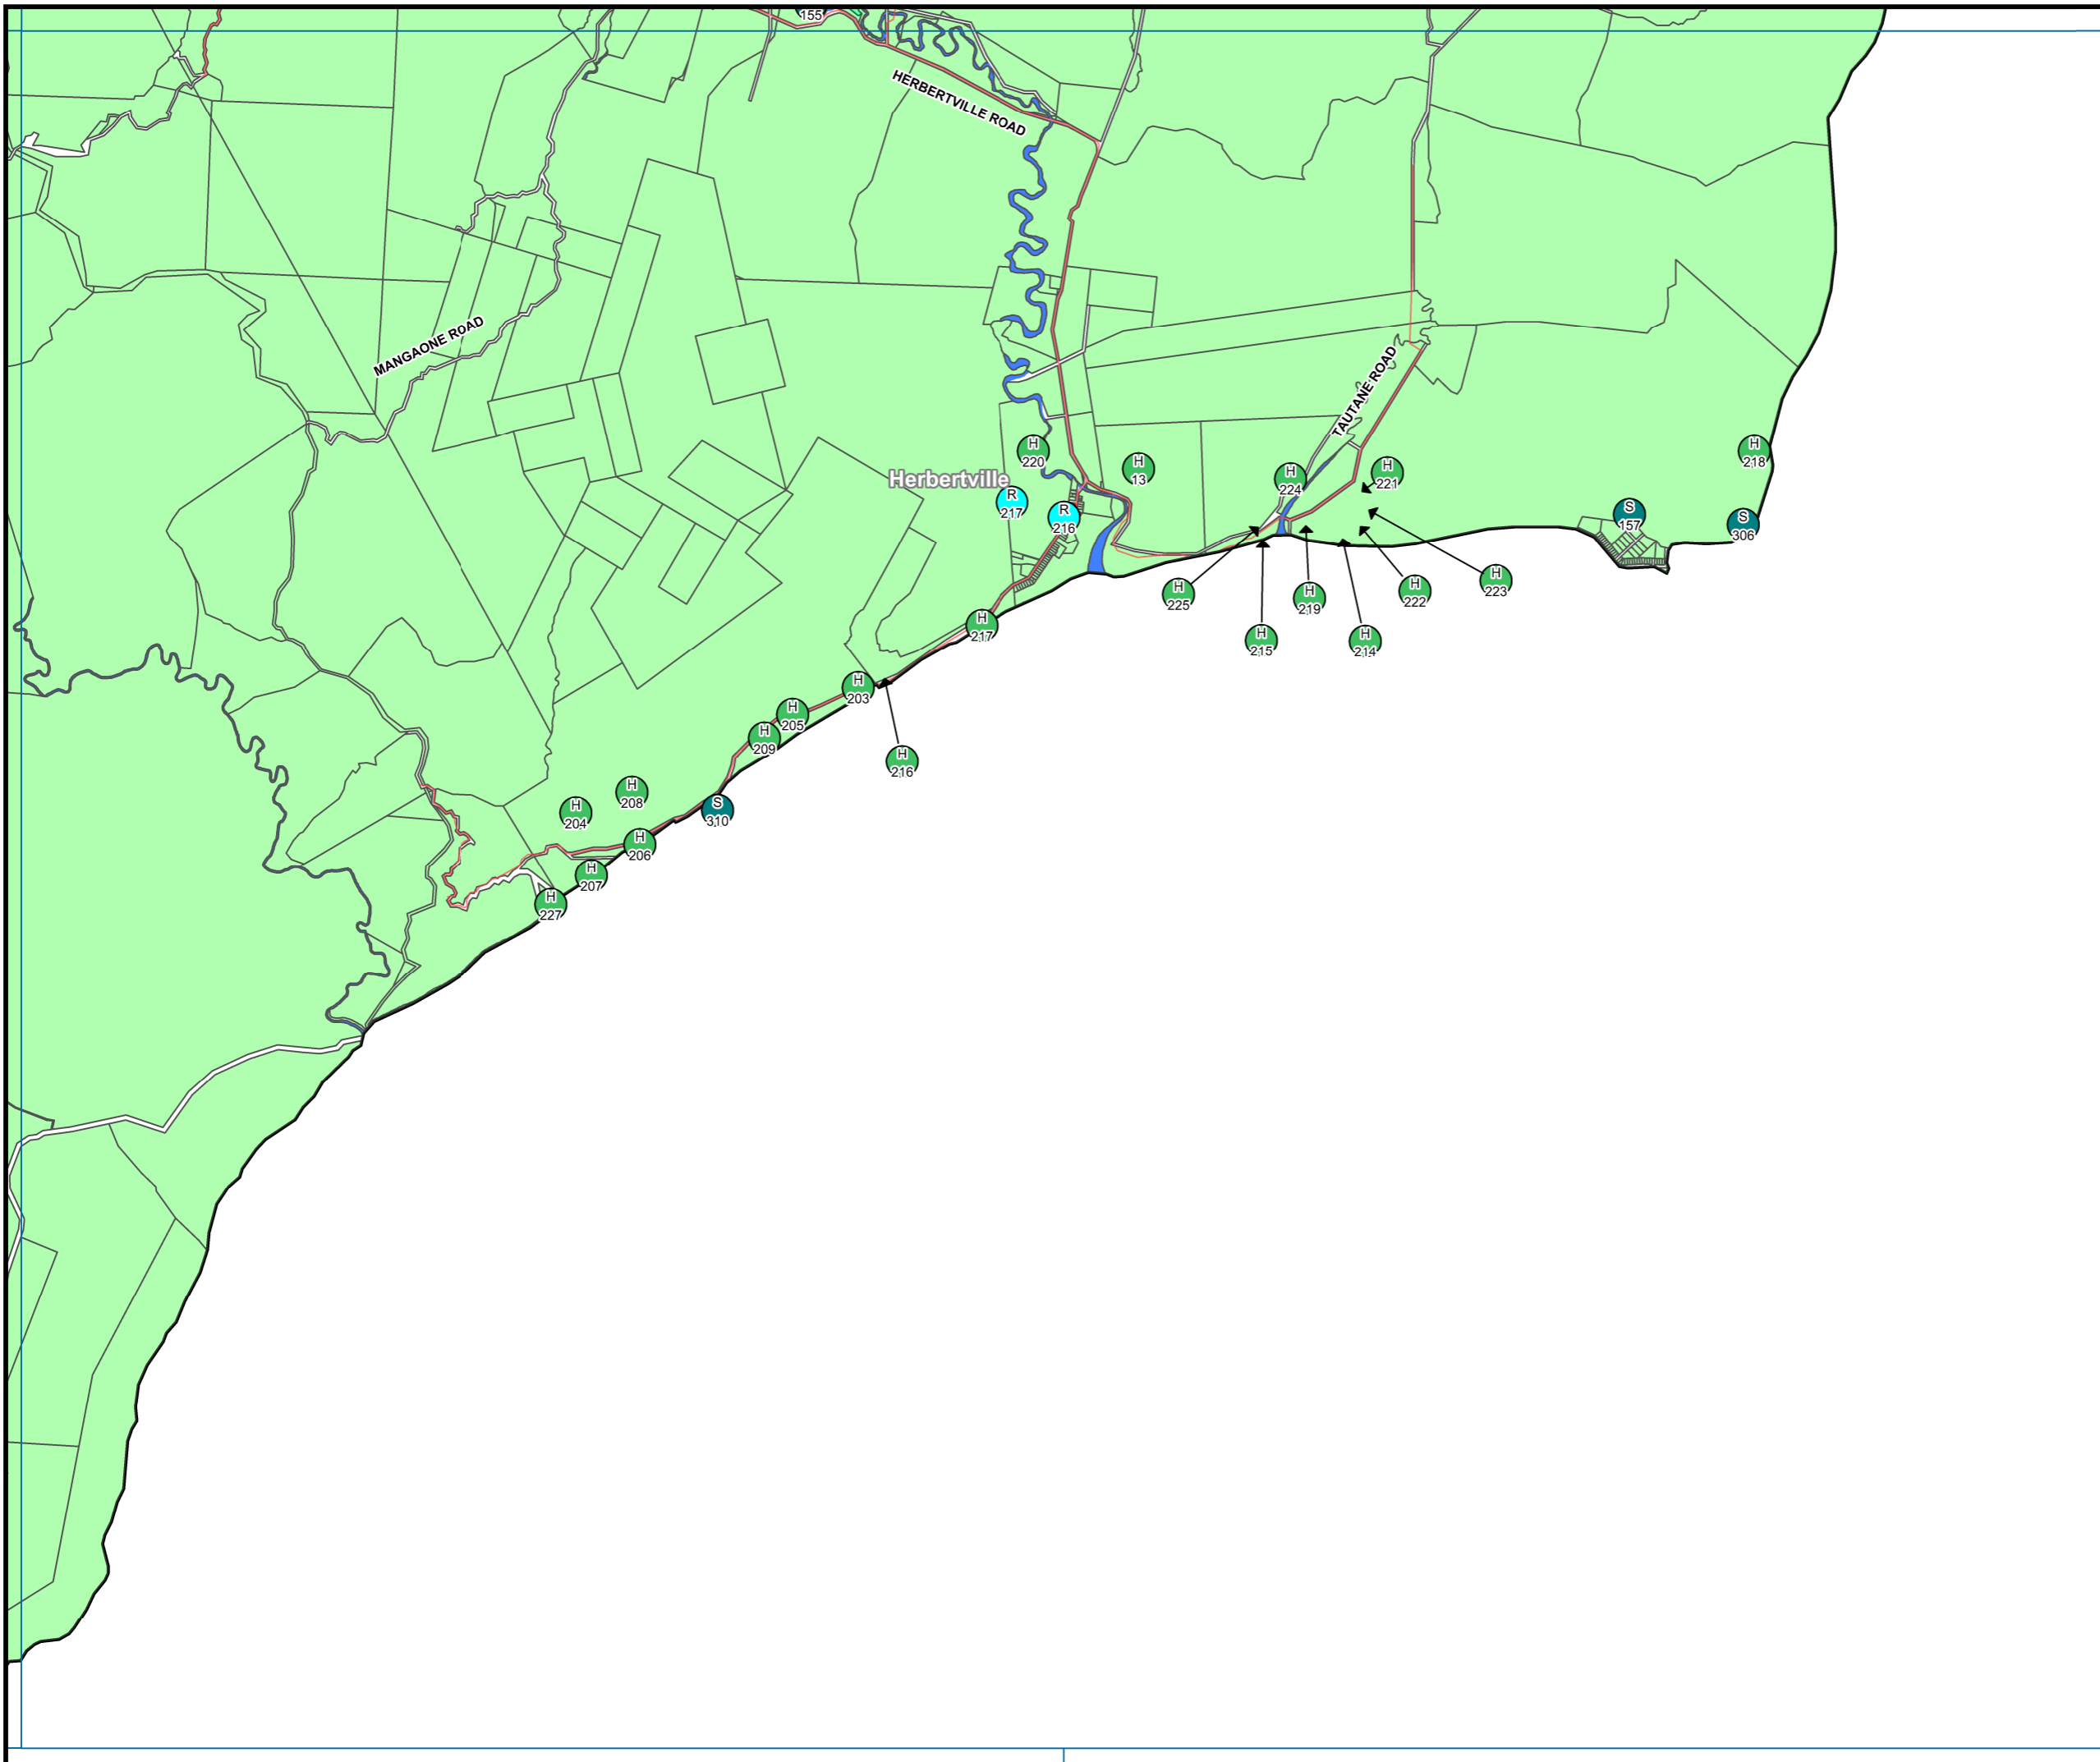 155
HERBERTVILLE ROAD
MANGAONE ROAD
TAUTANE ROAD
H
220
Herbertville
H
13
H
224
H
221
H
218
R
217
R
216
S
157
S
306
H
225
H
219
H
222
H
223
H
217
H
215
H
214
H
203
H
205
H
209
H
216
H
208
H
204
S
310
H
206
H
207
H
227